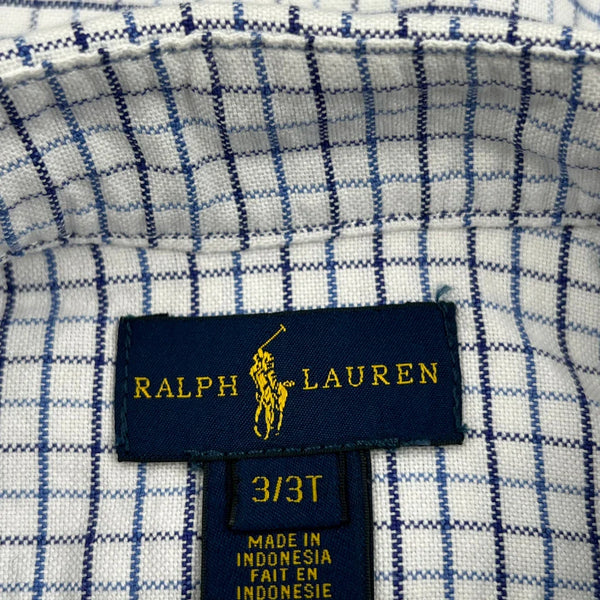 RALPH LAUREN
3/3T
MADE IN
INDONESIA
FAIT EN
INDONESIE